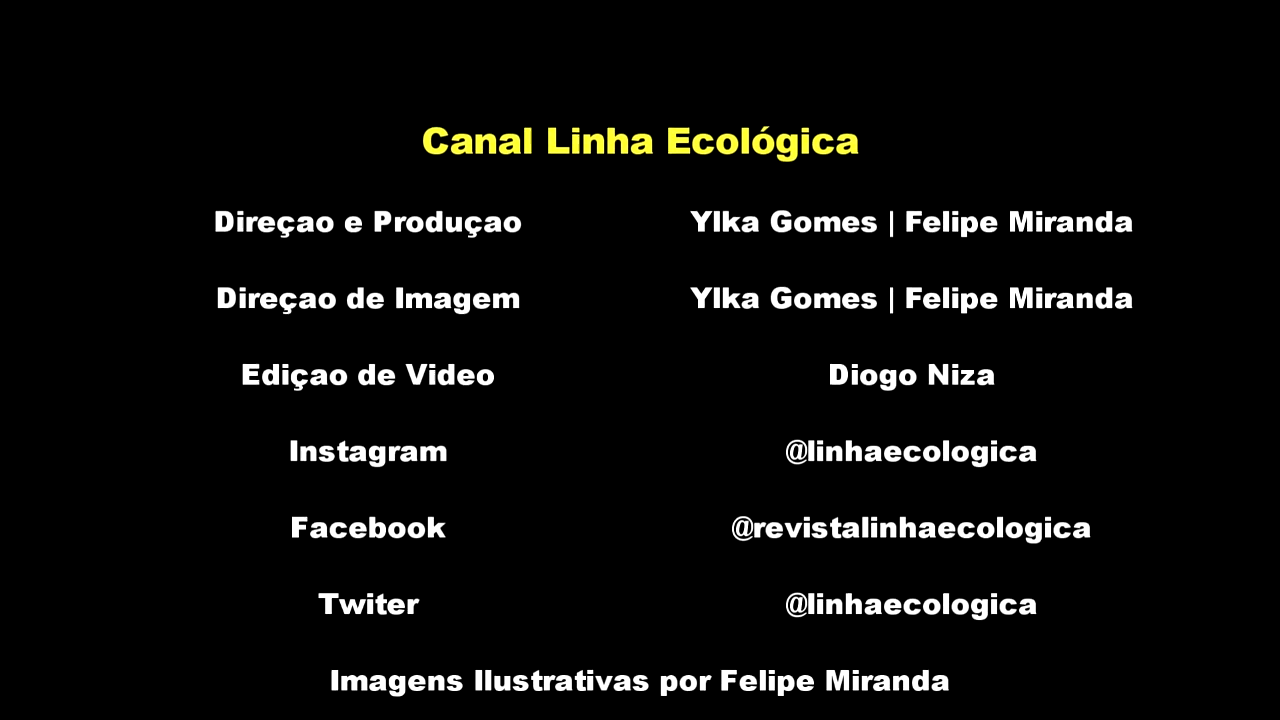 Canal Linha Ecológica
Direçao e Produçao Ylka Gomes | Felipe Miranda
Direçao de Imagem Ylka Gomes | Felipe Miranda
Ediçao de Video Diogo Niza
Instagram @linhaecologica
Facebook @revistalinhaecologica
Twiter @linhaecologica
Imagens Ilustrativas por Felipe Miranda